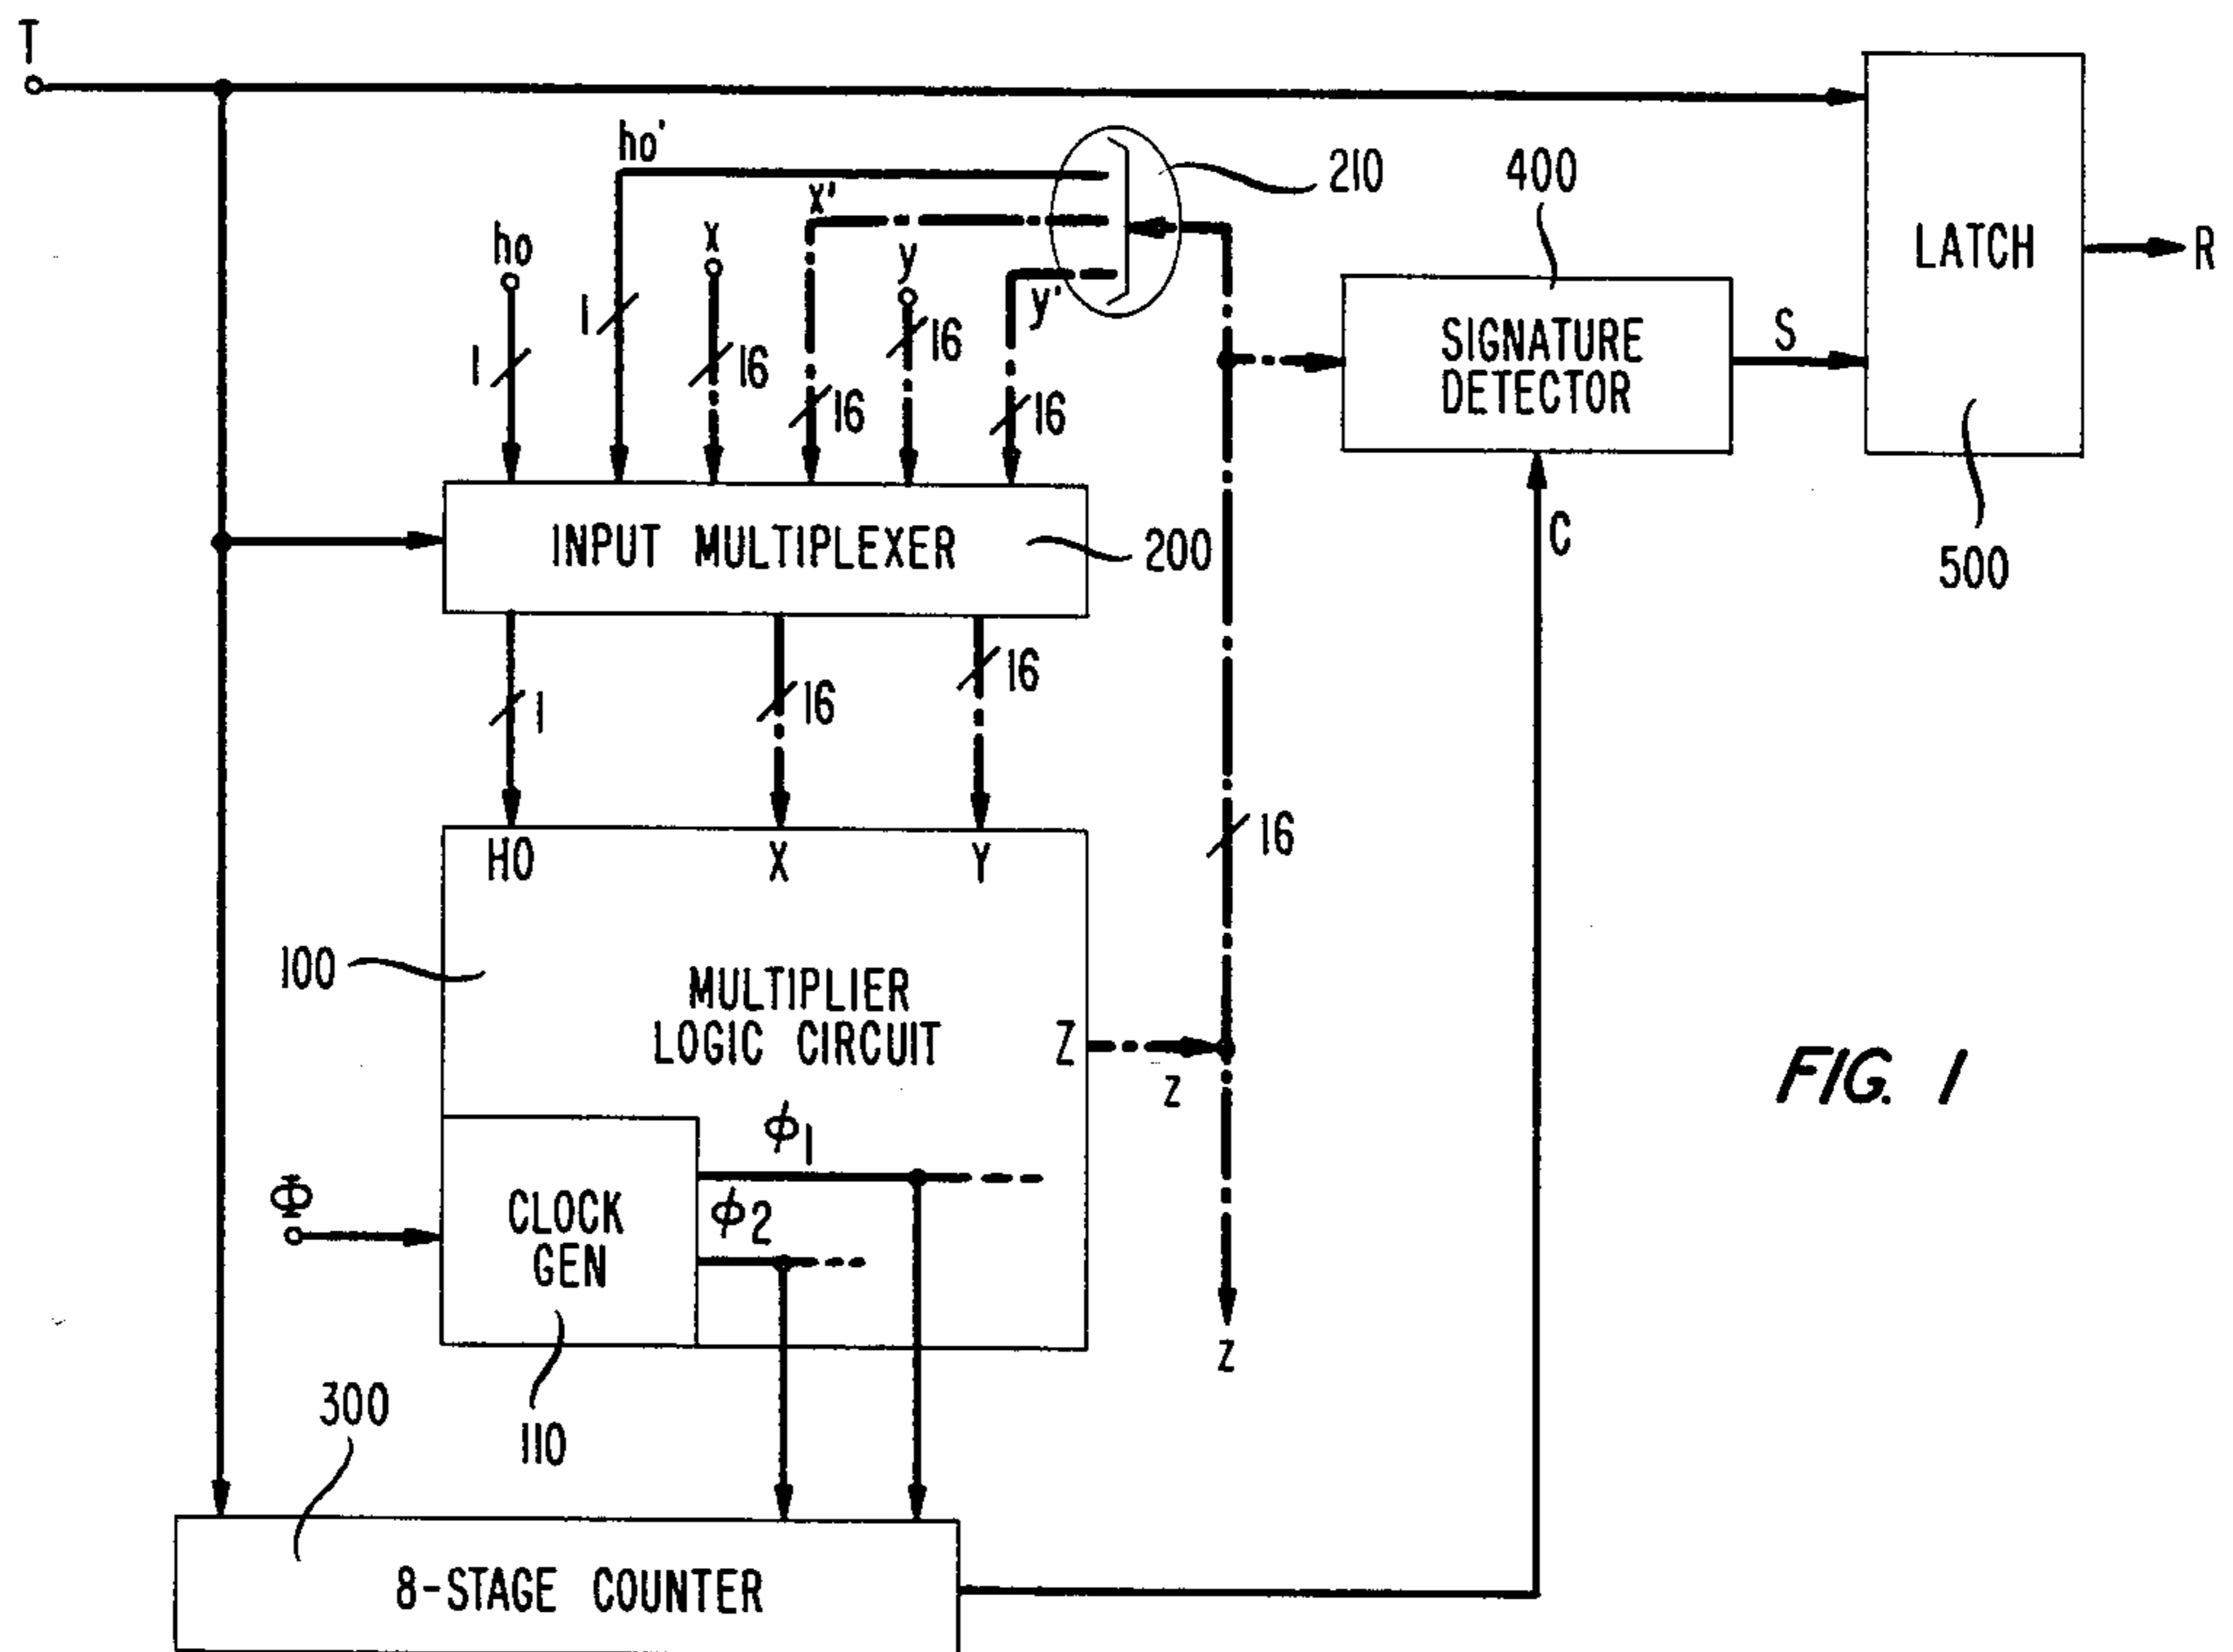 T
ho'
x'
210
400
ho
x
y
LATCH
R
y'
1
1
16
16
16
16
SIGNATURE
DETECTOR
S
INPUT MULTIPLEXER
200
C
500
1
16
16
16
HO
X
Y
100
MULTIPLIER
LOGIC CIRCUIT
Z
z
FIG. 1
ϕ1
Φ
CLOCK
GEN
ϕ2
z
300
110
8-STAGE COUNTER